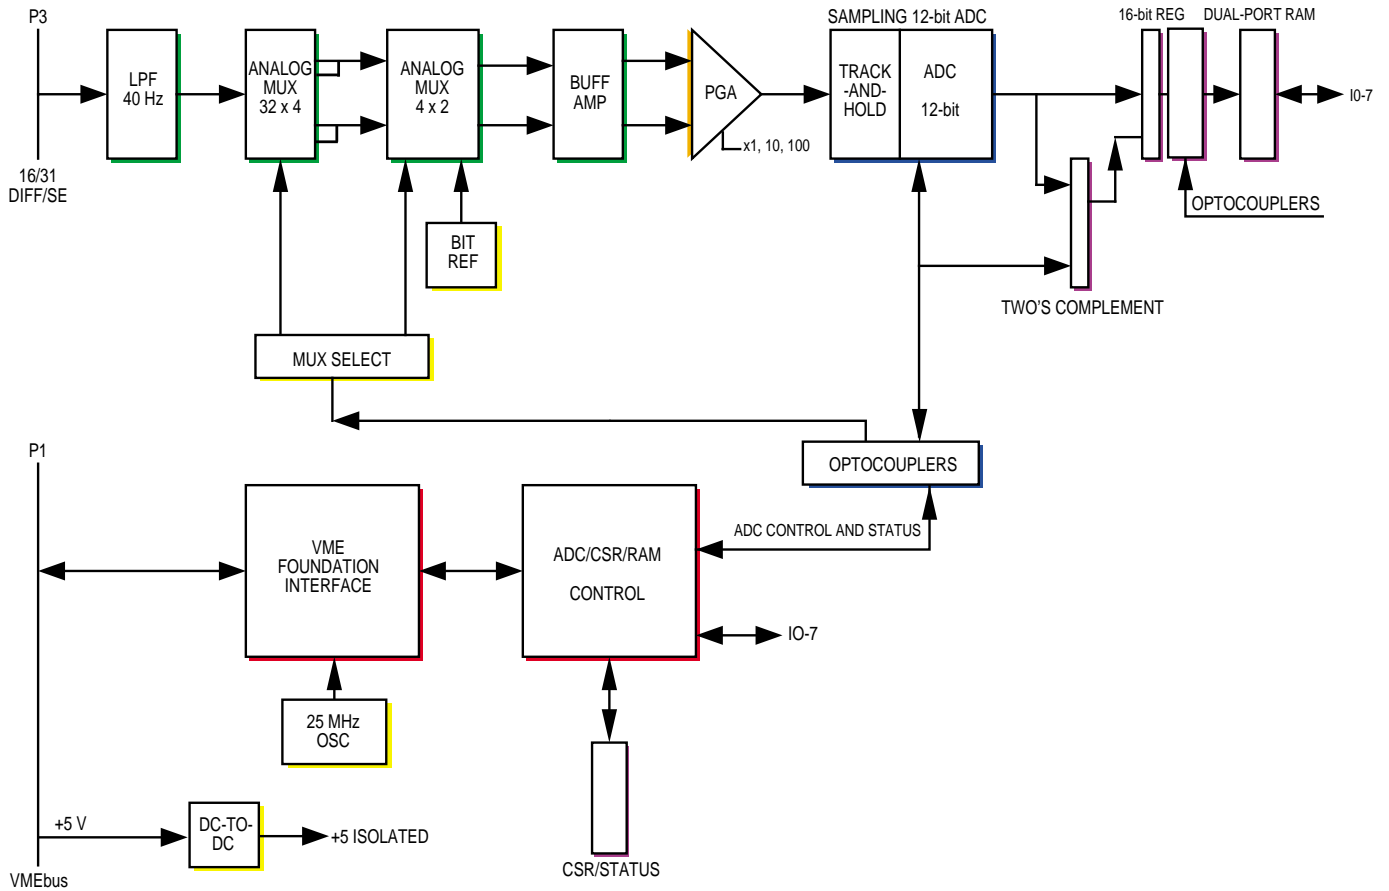 P3
SAMPLING 12-bit ADC
16-bit REG
DUAL-PORT RAM
LPF
40 Hz
ANALOG
MUX
32 x 4
ANALOG
MUX
4 x 2
BUFF
AMP
PGA
x1, 10, 100
TRACK
-AND-
HOLD
ADC
12-bit
I0-7
16/31
DIFF/SE
BIT
REF
OPTOCOUPLERS
TWO'S COMPLEMENT
MUX SELECT
P1
OPTOCOUPLERS
VME
FOUNDATION
INTERFACE
ADC/CSR/RAM
CONTROL
ADC CONTROL AND STATUS
IO-7
25 MHz
OSC
+5 V
DC-TO-
DC
+5 ISOLATED
CSR/STATUS
VMEbus